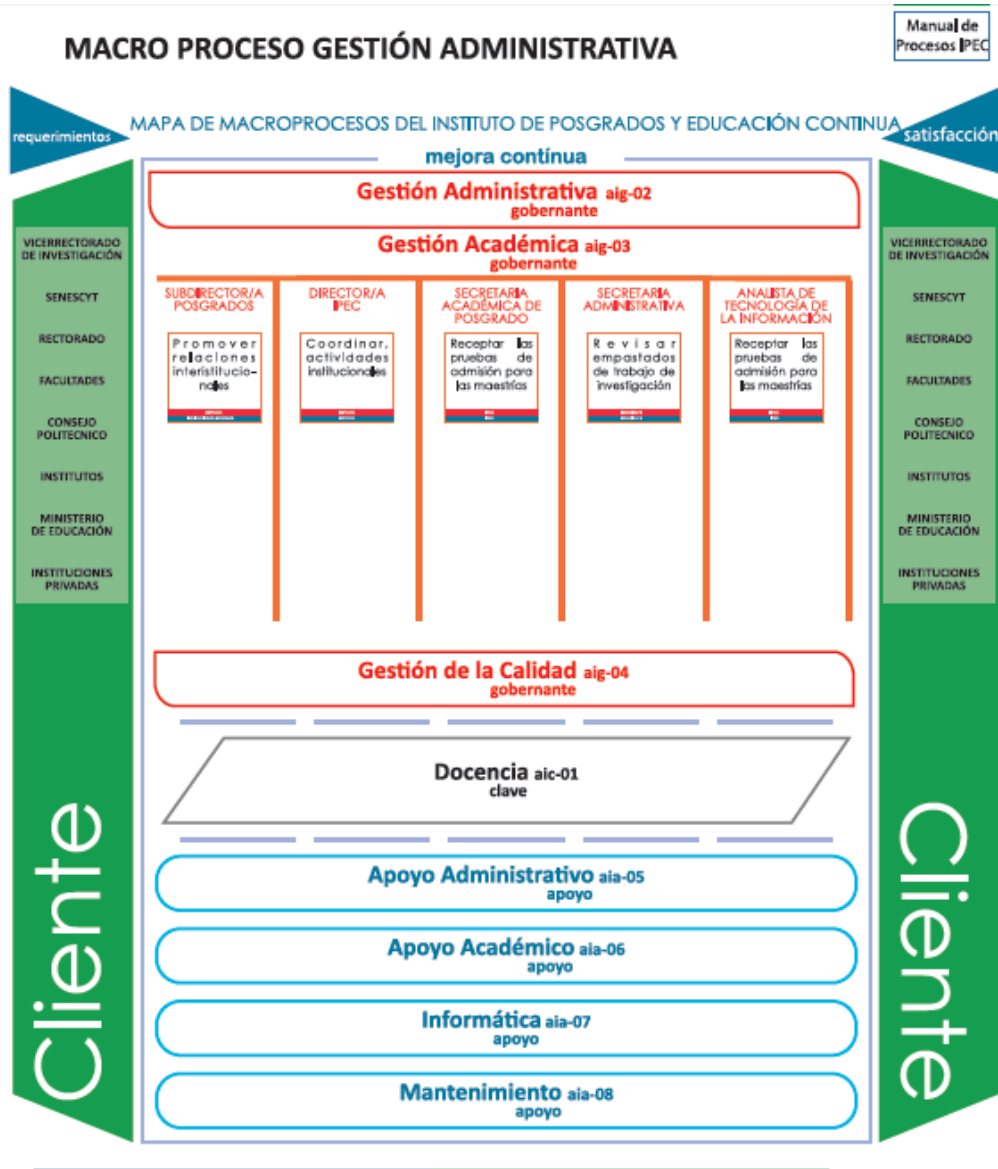 MACRO PROCESO GESTIÓN ADMINISTRATIVA
Manual de
Procesos IPEC
requerimientos
MAPA DE MACROPROCESOS DEL INSTITUTO DE POSGRADOS Y EDUCACIÓN CONTINUA
satisfacción
mejora contínua
Gestión Administrativa aig-02
gobernante
Gestión Académica aig-03
gobernante
VICERRECTORADO
DE INVESTIGACIÓN
SENESCYT
RECTORADO
FACULTADES
CONSEJO
POLITECNICO
INSTITUTOS
MINISTERIO
DE EDUCACIÓN
INSTITUCIONES
PRIVADAS
Cliente
SUBDIRECTOR/A
POSGRADOS
Promover
relaciones
interistitucio-
nales
DIRECTOR/A
IPEC
Coordinar,
actividades
institucionales
SECRETARIA
ACADÉMICA DE
POSGRADO
Receptar las
pruebas de
admisión para
las maestrías
SECRETARIA
ADMINISTRATIVA
Revisar
empastados
de trabajo de
investigación
ANALISTA DE
TECNOLOGÍA DE
LA INFORMACIÓN
Receptar las
pruebas de
admisión para
las maestrías
Gestión de la Calidad aig-04
gobernante
Docencia aic-01
clave
Apoyo Administrativo aia-05
apoyo
Apoyo Académico aia-06
apoyo
Informática aia-07
apoyo
Mantenimiento aia-08
apoyo
VICERRECTORADO
DE INVESTIGACIÓN
SENESCYT
RECTORADO
FACULTADES
CONSEJO
POLITECNICO
INSTITUTOS
MINISTERIO
DE EDUCACIÓN
INSTITUCIONES
PRIVADAS
Cliente